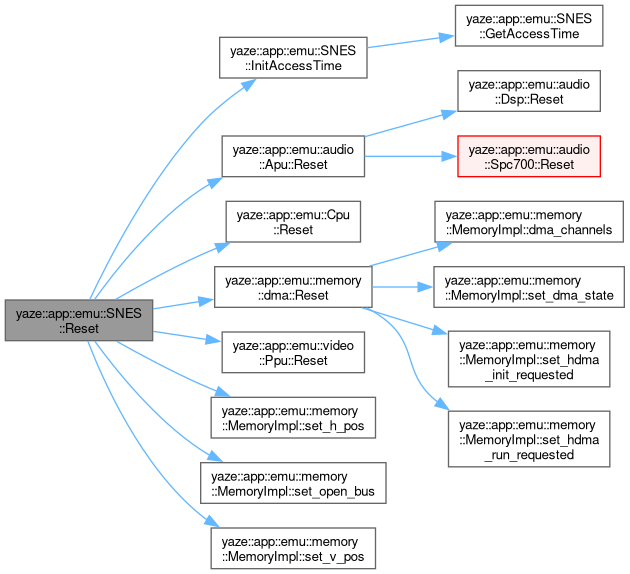 yaze::app::emu::SNES
::Reset
yaze::app::emu::SNES
::InitAccessTime
yaze::app::emu::SNES
::GetAccessTime
yaze::app::emu::audio
::Apu::Reset
yaze::app::emu::audio
::Dsp::Reset
yaze::app::emu::audio
::Spc700::Reset
yaze::app::emu::Cpu
::Reset
yaze::app::emu::memory
::dma::Reset
yaze::app::emu::memory
::MemoryImpl::dma_channels
yaze::app::emu::memory
::MemoryImpl::set_dma_state
yaze::app::emu::memory
::MemoryImpl::set_hdma
_init_requested
yaze::app::emu::memory
::MemoryImpl::set_hdma
_run_requested
yaze::app::emu::video
::Ppu::Reset
yaze::app::emu::memory
::MemoryImpl::set_h_pos
yaze::app::emu::memory
::MemoryImpl::set_open_bus
yaze::app::emu::memory
::MemoryImpl::set_v_pos